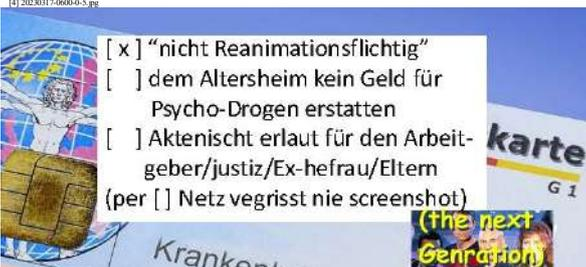 [4] 20230317-0600-0-5.jpg
[ x ] “nicht Reanimationsflichtig”
[   ] dem Altersheim kein Geld für
Psycho-Drogen erstatten
[   ] Aktenischt erlaut für den Arbeit-
geber/justiz/Ex-hefrau/Eltern
(per [ ] Netz vegrisst nie screenshot)
karte
G 1
(the next
Genration)